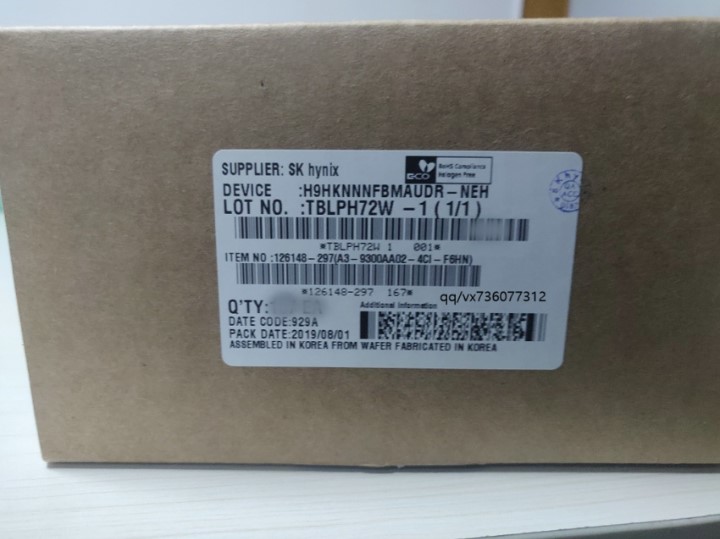 SUPPLIER: SK hynix
ECO
RoHS Compliance
Halogen Free
DEVICE :H9HKNNNFBMAUDR-NEH
LOT NO. :TBLPH72W -1 (1/1)
*TBLPH72W 1 001*
ITEM NO :126148-297(A3-9300AA02-4CI-F6HN)
*126148-297 167*
qq/vx736077312
Q'TY:
Additional Information
DATE CODE:929A
PACK DATE:2019/08/01
ASSEMBLED IN KOREA FROM WAFER FABRICATED IN KOREA